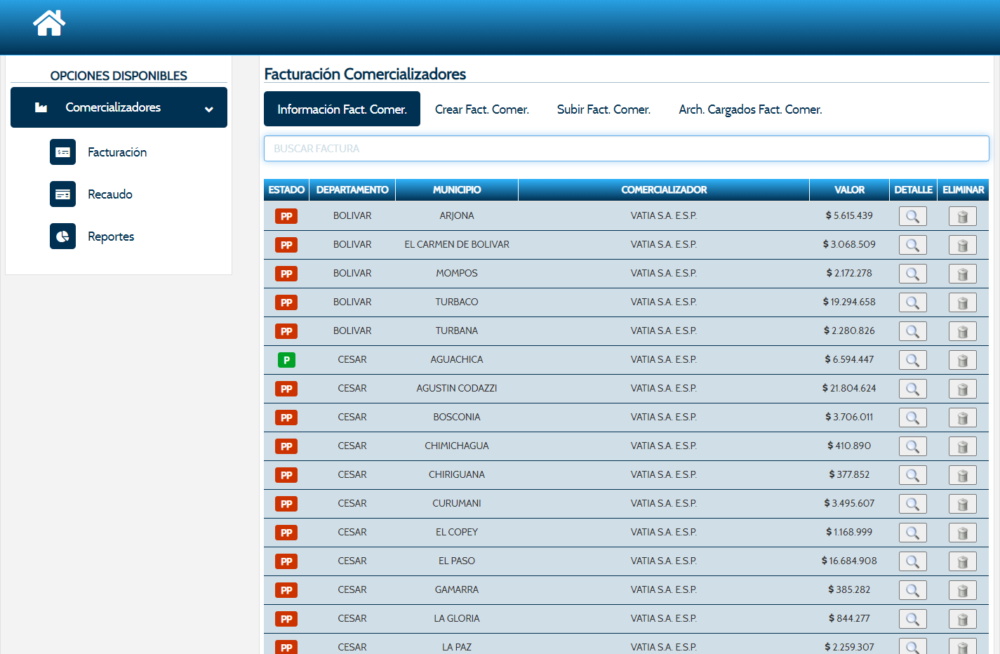 OPCIONES DISPONIBLES
Comercializadores
Facturación
Recaudo
Reportes
Facturación Comercializadores
Información Fact. Comer. Crear Fact. Comer. Subir Fact. Comer. Arch. Cargados Fact. Comer.
BUSCAR FACTURA
ESTADO DEPARTAMENTO MUNICIPIO COMERCIALIZADOR VALOR DETALLE ELIMINAR
PP BOLIVAR ARJONA VATIA S.A. E.S.P. $ 5.615.439
PP BOLIVAR EL CARMEN DE BOLIVAR VATIA S.A. E.S.P. $ 3.068.509
PP BOLIVAR MOMPOS VATIA S.A. E.S.P. $ 2.172.278
PP BOLIVAR TURBACO VATIA S.A. E.S.P. $ 19.294.658
PP BOLIVAR TURBANA VATIA S.A. E.S.P. $ 2.280.826
P CESAR AGUACHICA VATIA S.A. E.S.P. $ 6.594.447
PP CESAR AGUSTIN CODAZZI VATIA S.A. E.S.P. $ 21.804.624
PP CESAR BOSCONIA VATIA S.A. E.S.P. $ 3.706.011
PP CESAR CHIMICHAGUA VATIA S.A. E.S.P. $ 410.890
PP CESAR CHIRIGUANA VATIA S.A. E.S.P. $ 377.852
PP CESAR CURUMANI VATIA S.A. E.S.P. $ 3.495.607
PP CESAR EL COPEY VATIA S.A. E.S.P. $ 1.168.999
PP CESAR EL PASO VATIA S.A. E.S.P. $ 16.684.908
PP CESAR GAMARRA VATIA S.A. E.S.P. $ 385.282
PP CESAR LA GLORIA VATIA S.A. E.S.P. $ 844.277
PP CESAR LA PAZ VATIA S.A. E.S.P. $ 2.259.307